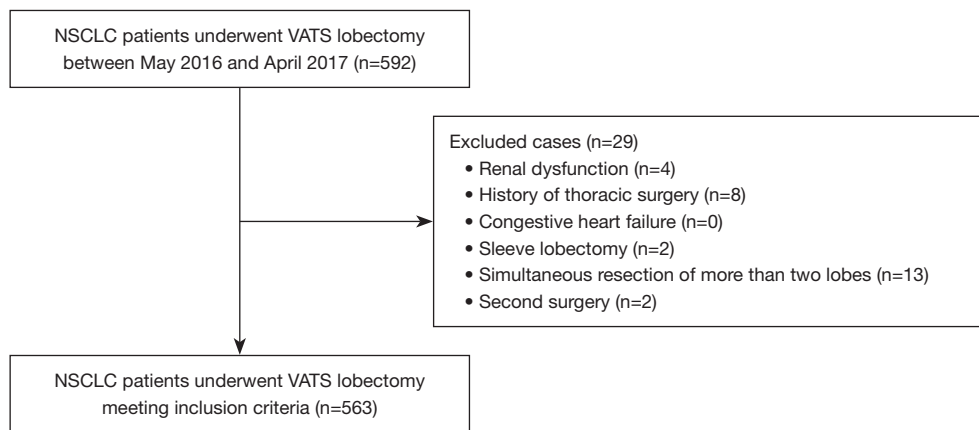 NSCLC patients underwent VATS lobectomy
between May 2016 and April 2017 (n=592)
Excluded cases (n=29)
• Renal dysfunction (n=4)
• History of thoracic surgery (n=8)
• Congestive heart failure (n=0)
• Sleeve lobectomy (n=2)
• Simultaneous resection of more than two lobes (n=13)
• Second surgery (n=2)
NSCLC patients underwent VATS lobectomy
meeting inclusion criteria (n=563)